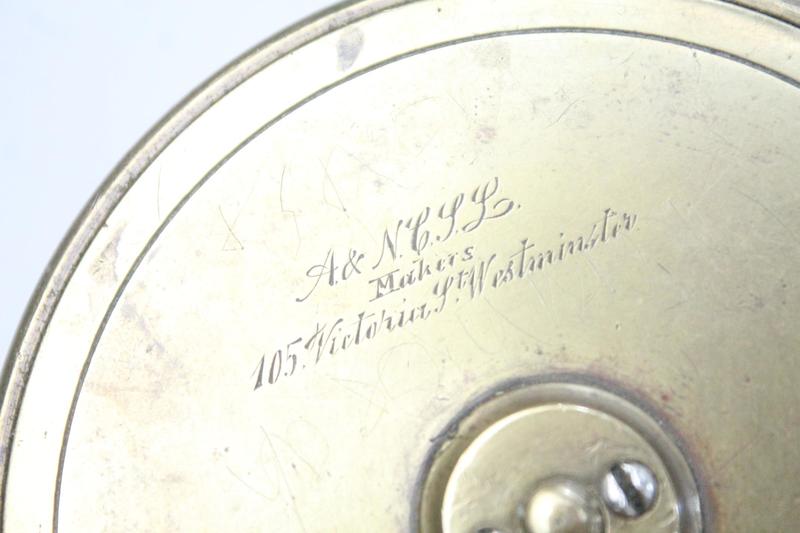 A & N.C.S.L.
Makers
105. Victoria St. Westminster